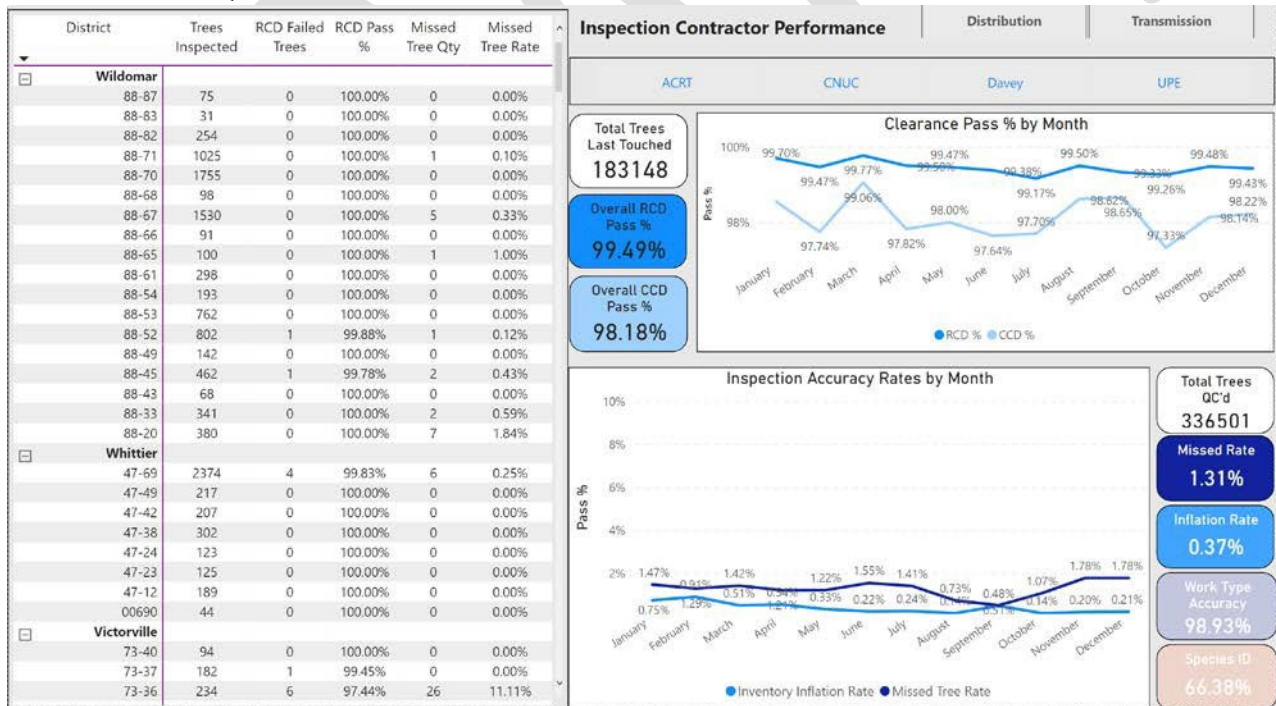 District Trees Inspected RCD Failed Trees RCD Pass % Missed Tree Qty Missed Tree Rate
Wildomar
88-87 75 0 100.00% 0 0.00%
88-83 31 0 100.00% 0 0.00%
88-82 254 0 100.00% 0 0.00%
88-71 1025 0 100.00% 1 0.10%
88-70 1755 0 100.00% 0 0.00%
88-68 98 0 100.00% 0 0.00%
88-67 1530 0 100.00% 5 0.33%
88-66 91 0 100.00% 0 0.00%
88-65 100 0 100.00% 1 1.00%
88-61 298 0 100.00% 0 0.00%
88-54 193 0 100.00% 0 0.00%
88-53 762 0 100.00% 0 0.00%
88-52 802 1 99.88% 1 0.12%
88-49 142 0 100.00% 0 0.00%
88-45 462 1 99.78% 2 0.43%
88-43 68 0 100.00% 0 0.00%
88-33 341 0 100.00% 2 0.59%
88-20 380 0 100.00% 7 1.84%
Whittier
47-69 2374 4 99.83% 6 0.25%
47-49 217 0 100.00% 0 0.00%
47-42 207 0 100.00% 0 0.00%
47-38 302 0 100.00% 0 0.00%
47-24 123 0 100.00% 0 0.00%
47-23 125 0 100.00% 0 0.00%
47-12 189 0 100.00% 0 0.00%
00690 44 0 100.00% 0 0.00%
Victorville
73-40 94 0 100.00% 0 0.00%
73-37 182 1 99.45% 0 0.00%
73-36 234 6 97.44% 26 11.11%
Inspection Contractor Performance
Distribution Transmission
ACRT CNUC Davey UPE
Total Trees
Last Touched
183148
Overall RCD
Pass %
99.49%
Overall CCD
Pass %
98.18%
Clearance Pass % by Month
Pass %
100%
98%
99.70% 99.47% 99.77% 99.47% 99.38% 99.17% 99.50% 99.33% 99.26% 99.48% 99.43%
97.74% 99.06% 97.82% 98.00% 97.64% 97.70% 98.62% 98.65% 97.33% 98.14% 98.22%
January February March April May June July August September October November December
RCD % CCD %
Inspection Accuracy Rates by Month
Pass %
10%
8%
6%
4%
2%
1.47% 1.29% 1.42% 1.21% 1.22% 1.55% 1.41% 0.73% 0.48% 1.07% 1.78% 1.78%
0.75% 0.91% 0.51% 0.33% 0.22% 0.24% 0.51% 0.14% 0.20% 0.21%
January February March April May June July August September October November December
Inventory Inflation Rate Missed Tree Rate
Total Trees
QC'd
336501
Missed Rate
1.31%
Inflation Rate
0.37%
Work Type
Accuracy
98.93%
Species ID
66.38%